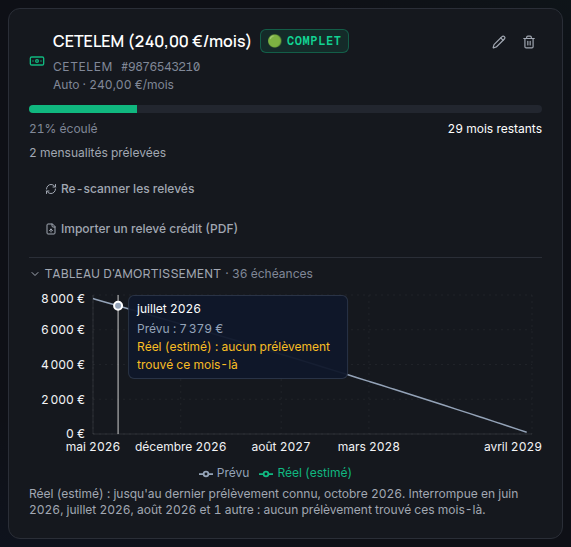 CETELEM (240,00 €/mois) COMPLET
CETELEM #9876543210
Auto · 240,00 €/mois
21% écoulé 29 mois restants
2 mensualités prélevées
Re-scanner les relevés
Importer un relevé crédit (PDF)
TABLEAU D'AMORTISSEMENT · 36 échéances
8 000 €
juillet 2026
6 000 € Prévu : 7 379 €
Réel (estimé) : aucun prélèvement
4 000 € trouvé ce mois-là
2 000 €
0 €
mai 2026 décembre 2026 août 2027 mars 2028 avril 2029
Prévu Réel (estimé)
Réel (estimé) : jusqu'au dernier prélèvement connu, octobre 2026. Interrompue en juin
2026, juillet 2026, août 2026 et 1 autre : aucun prélèvement trouvé ces mois-là.